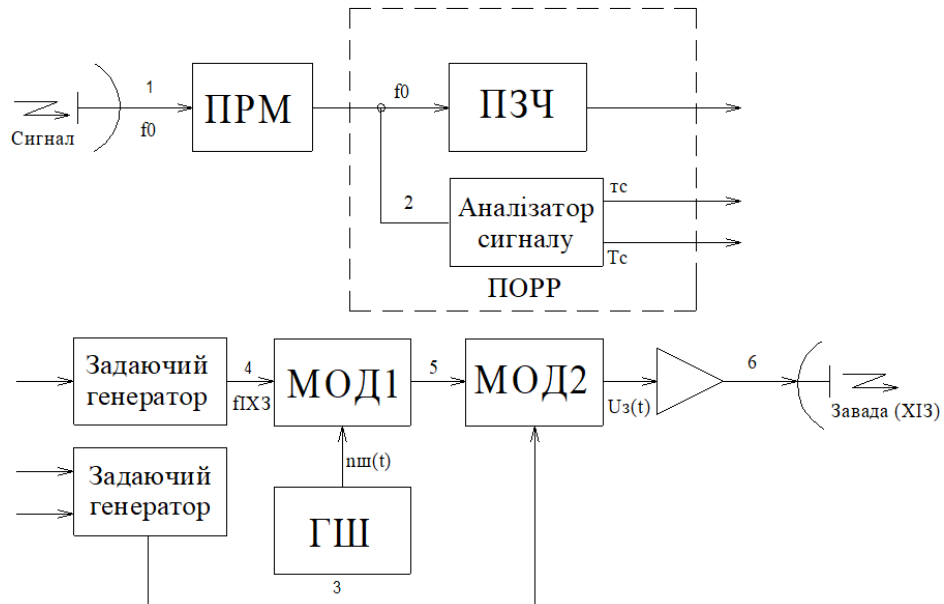 1
f0
Сигнал
ПРМ
f0
ПЗЧ
2
Аналізатор
сигналу
τс
Тс
ПОРР
Задаючий
генератор
4
fІХЗ
МОД1
5
МОД2
Uз(t)
6
Завада (ХІЗ)
nш(t)
Задаючий
генератор
ГШ
3